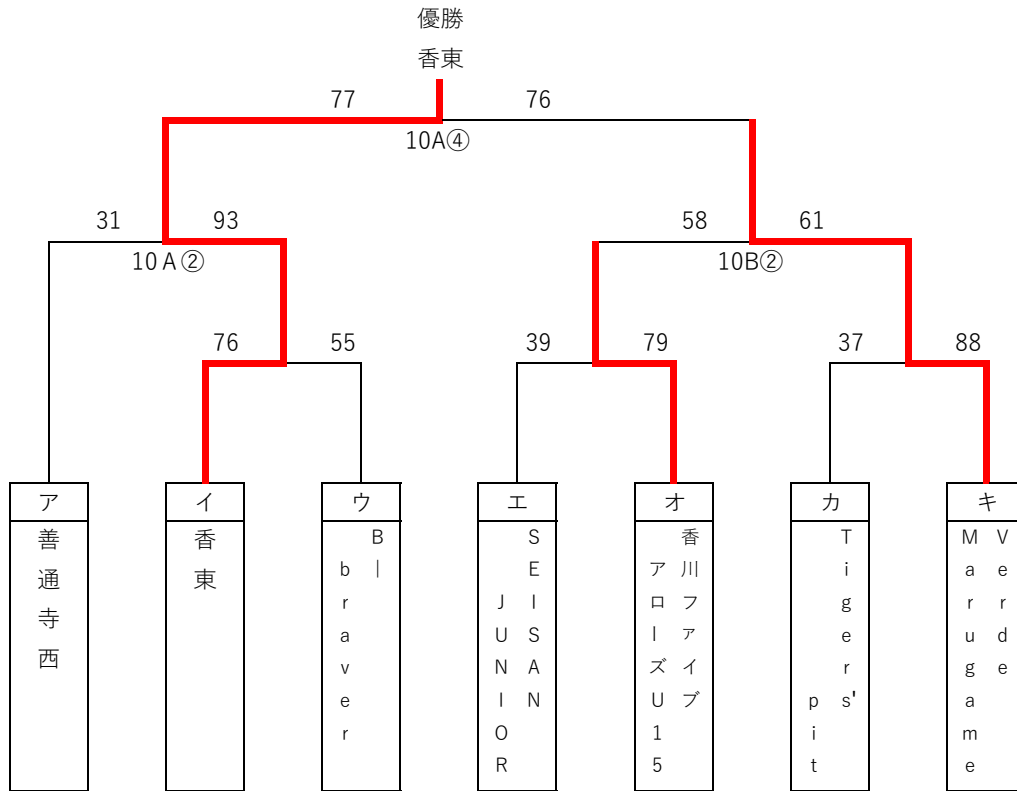 優勝
香東
77 76
10A④
31 93 58 61
10A② 10B②
76 55 39 79 37 88
ア イ ウ エ オ カ キ
善通寺西
香東
B-
braver
SEISAN
JUNIOR
香川ファイブ
アローズU15
Tigers'
pit
Verde
Marugame